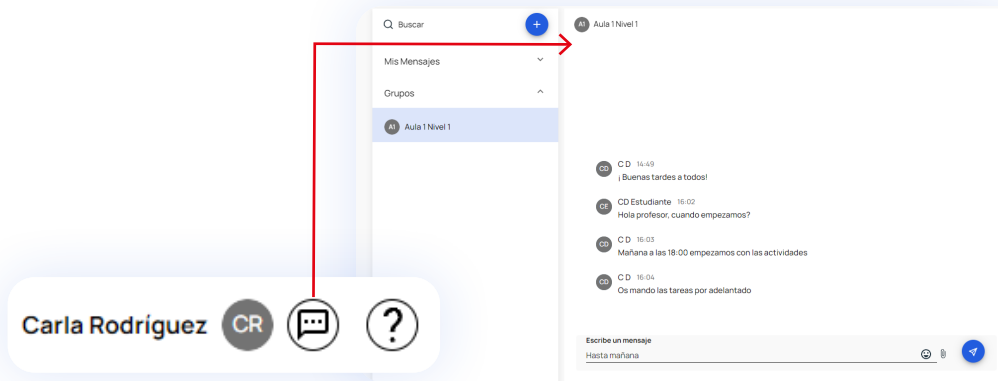 Buscar
+
Mis Mensajes
Grupos
A1 Aula 1 Nivel 1
A1 Aula 1 Nivel 1
CD C D 14:49
¡ Buenas tardes a todos!
CE CD Estudiante 16:02
Hola profesor, cuando empezamos?
CD C D 16:03
Mañana a las 18:00 empezamos con las actividades
CD C D 16:04
Os mando las tareas por adelantado
Escribe un mensaje
Hasta mañana
Carla Rodríguez CR ?